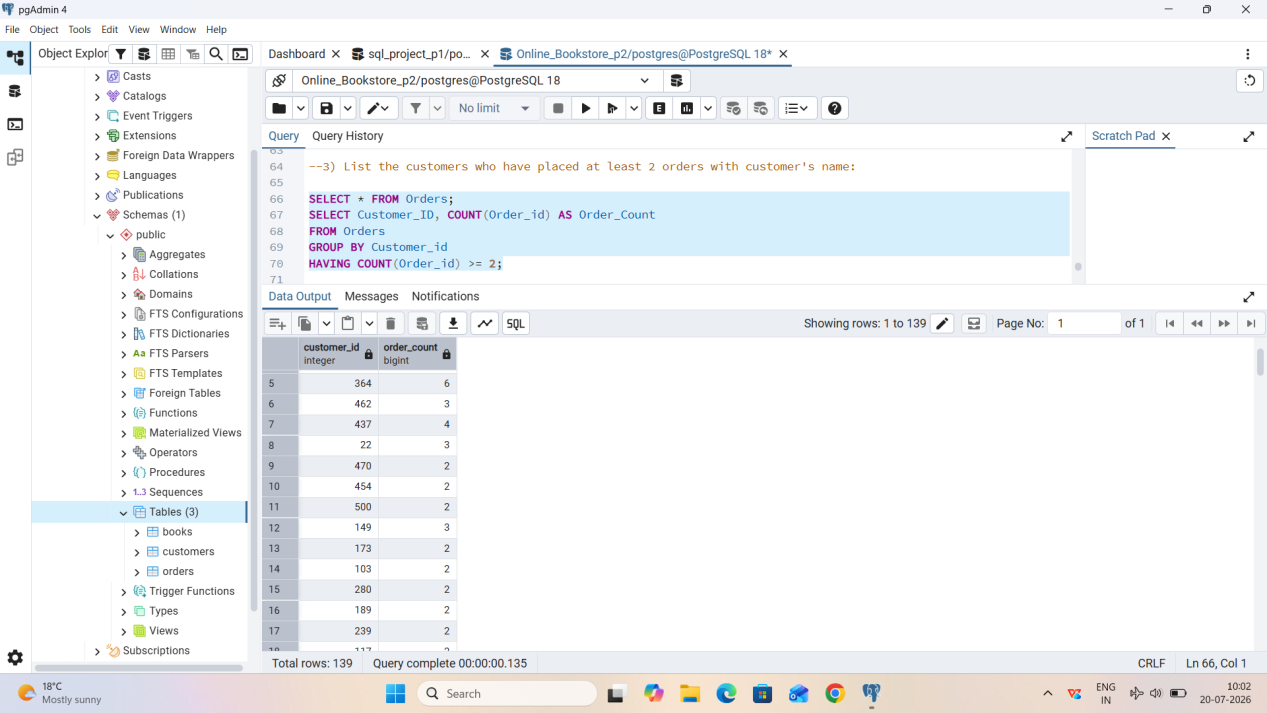 pgAdmin 4
File Object Tools Edit View Window Help
Object Explor
Dashboard
sql_project_p1/po...
Online_Bookstore_p2/postgres@PostgreSQL 18*
Casts
Catalogs
Event Triggers
Extensions
Foreign Data Wrappers
Languages
Publications
Schemas (1)
public
Aggregates
Collations
Domains
FTS Configurations
FTS Dictionaries
FTS Parsers
FTS Templates
Foreign Tables
Functions
Materialized Views
Operators
Procedures
1..3 Sequences
Tables (3)
books
customers
orders
Trigger Functions
Types
Views
Subscriptions
Online_Bookstore_p2/postgres@PostgreSQL 18
No limit
Query Query History
Scratch Pad
63
64 --3) List the customers who have placed at least 2 orders with customer's name:
65
66 SELECT * FROM Orders;
67 SELECT Customer_ID, COUNT(Order_id) AS Order_Count
68 FROM Orders
69 GROUP BY Customer_id
70 HAVING COUNT(Order_id) >= 2;
71
Data Output Messages Notifications
SQL
Showing rows: 1 to 139
Page No: 1 of 1
customer_id order_count
integer bigint
5 364 6
6 462 3
7 437 4
8 22 3
9 470 2
10 454 2
11 500 2
12 149 3
13 173 2
14 103 2
15 280 2
16 189 2
17 239 2
18 117 2
Total rows: 139 Query complete 00:00:00.135 CRLF Ln 66, Col 1
18°C
Mostly sunny
Search
ENG
IN
10:02
20-07-2026